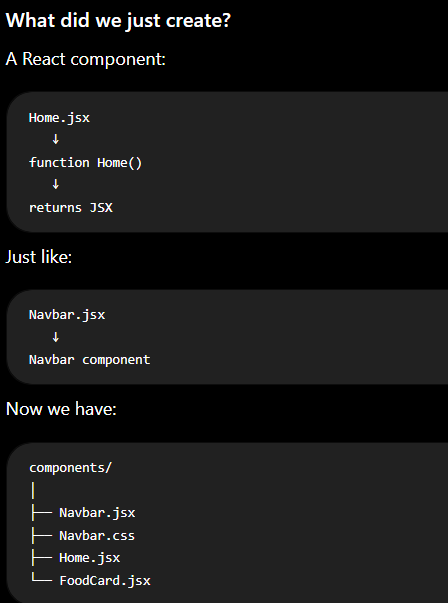 What did we just create?
A React component:
Home.jsx
↓
function Home()
↓
returns JSX
Just like:
Navbar.jsx
↓
Navbar component
Now we have:
components/
│
├── Navbar.jsx
├── Navbar.css
├── Home.jsx
└── FoodCard.jsx